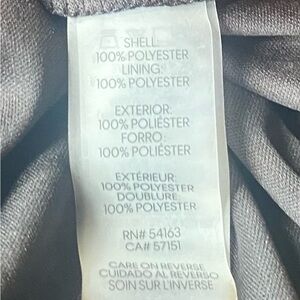 SHELL:
100% POLYESTER
LINING:
100% POLYESTER
EXTERIOR:
100% POLIÉSTER
FORRO:
100% POLIÉSTER
EXTÉRIEUR:
100% POLYESTER
DOUBLURE:
100% POLYESTER
RN# 54163
CA# 57151
CARE ON REVERSE
CUIDADO AL REVERSO
SOIN SUR L'INVERSE